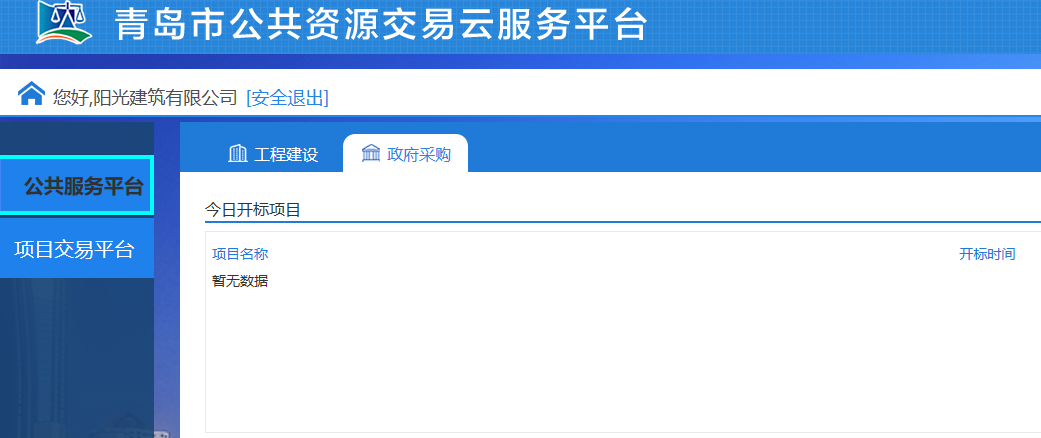 青岛市公共资源交易云服务平台
您好,阳光建筑有限公司 [安全退出]
工程建设 政府采购
公共服务平台
项目交易平台
今日开标项目
项目名称 开标时间
暂无数据